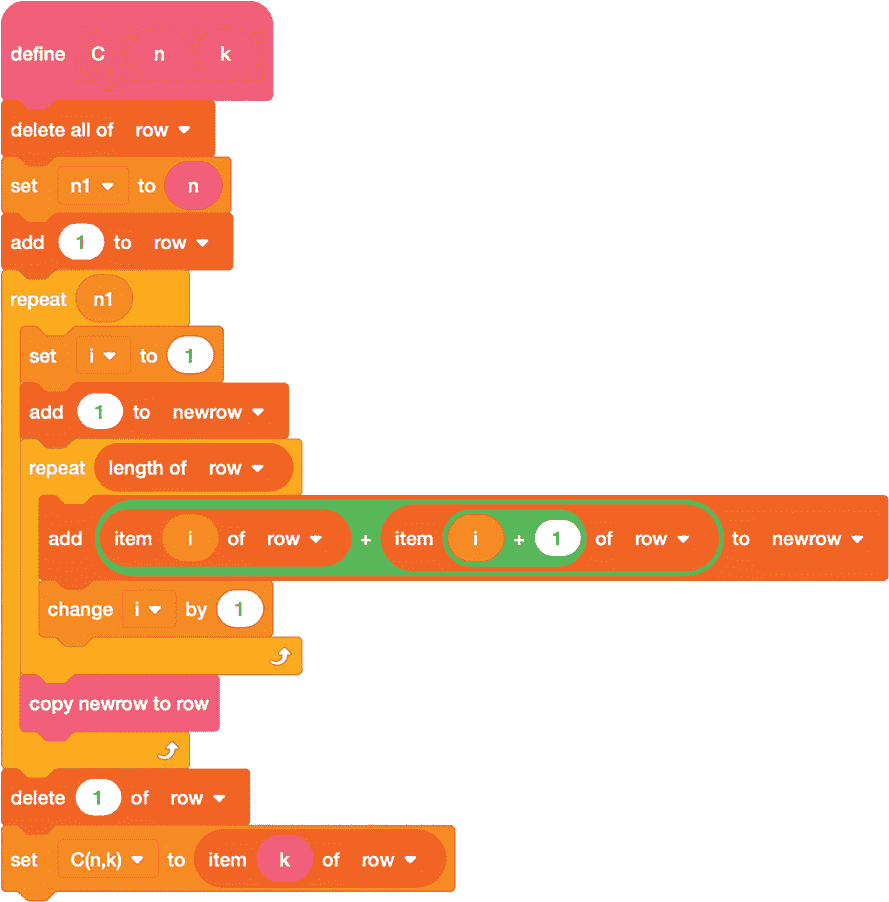 define C n k
delete all of row
set n1 to n
add 1 to row
repeat n1
set i to 1
add 1 to newrow
repeat length of row
add item i of row + item i + 1 of row to newrow
change i by 1
copy newrow to row
delete 1 of row
set C(n,k) to item k of row